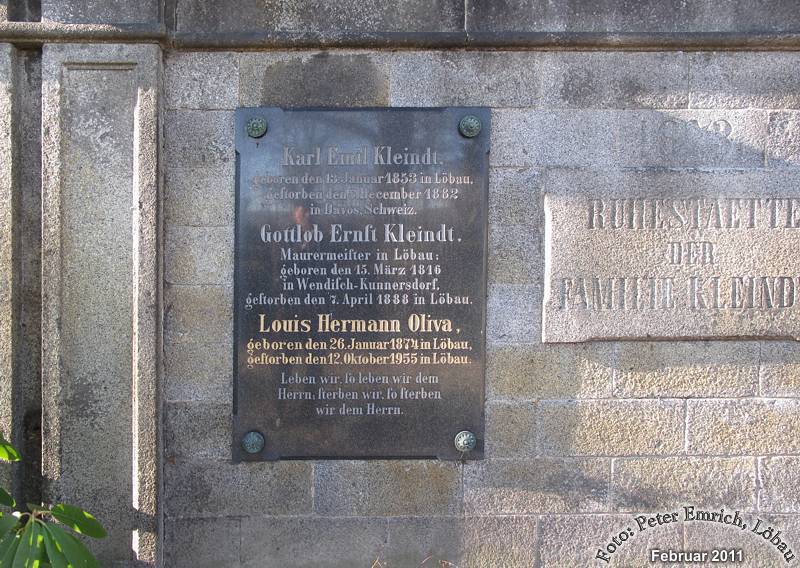 Karl Emil Kleindt.
geboren den 13. Januar 1853 in Löbau,
geſtorben den 5. December 1882
in Davos, Schweiz.
Gottlob Ernſt Kleindt.
Maurermeiſter in Löbau:
geboren den 15. März 1816
in Wendiſch-Kunnersdorf,
geſtorben den 7. April 1888 in Löbau.
Louis Hermann Oliva,
geboren den 26. Januar 1874 in Löbau,
geſtorben den 12. Oktober 1955 in Löbau.
Leben wir, ſo leben wir dem
Herrn; ſterben wir, ſo ſterben
wir dem Herrn.
RUHESTAETTE
DER
FAMILIE KLEINDT
Foto: Peter Emrich, Löbau
Februar 2011